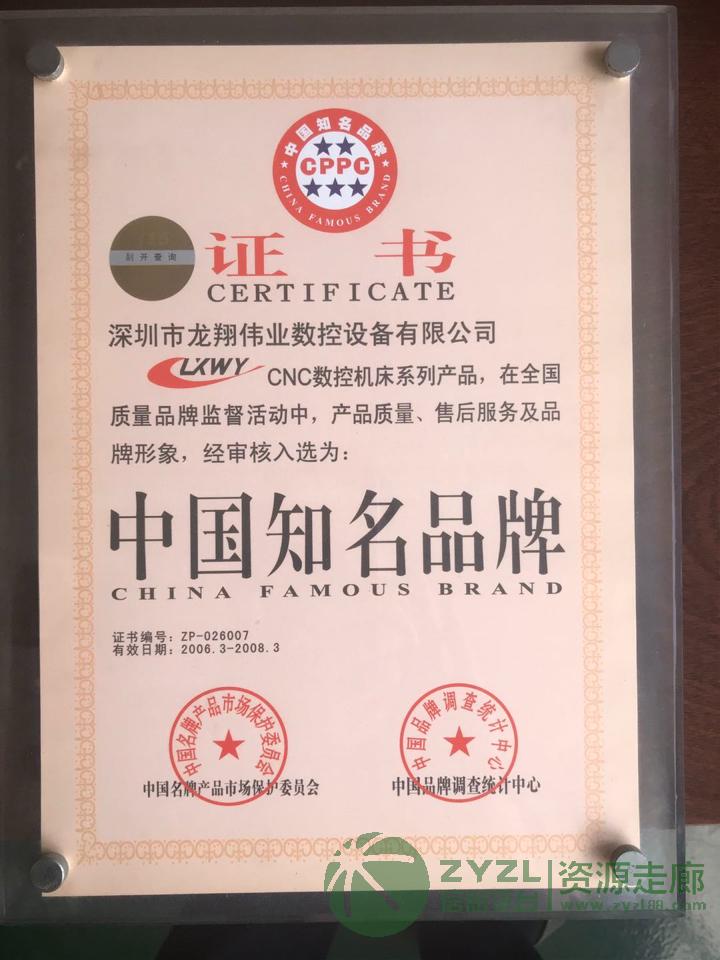 中国知名品牌
CPPC
CHINA FAMOUS BRAND
刮开查询
证 书
CERTIFICATE
深圳市龙翔伟业数控设备有限公司
LXWY CNC数控机床系列产品，在全国
质量品牌监督活动中，产品质量、售后服务及品
牌形象，经审核入选为：
中国知名品牌
CHINA FAMOUS BRAND
证书编号：ZP-026007
有效日期：2006.3-2008.3
中国名牌产品市场保护委员会
中国品牌调查统计中心
中国名牌产品市场保护委员会
中国品牌调查统计中心
ZYZL 资源走廊
www.zyzl88.com